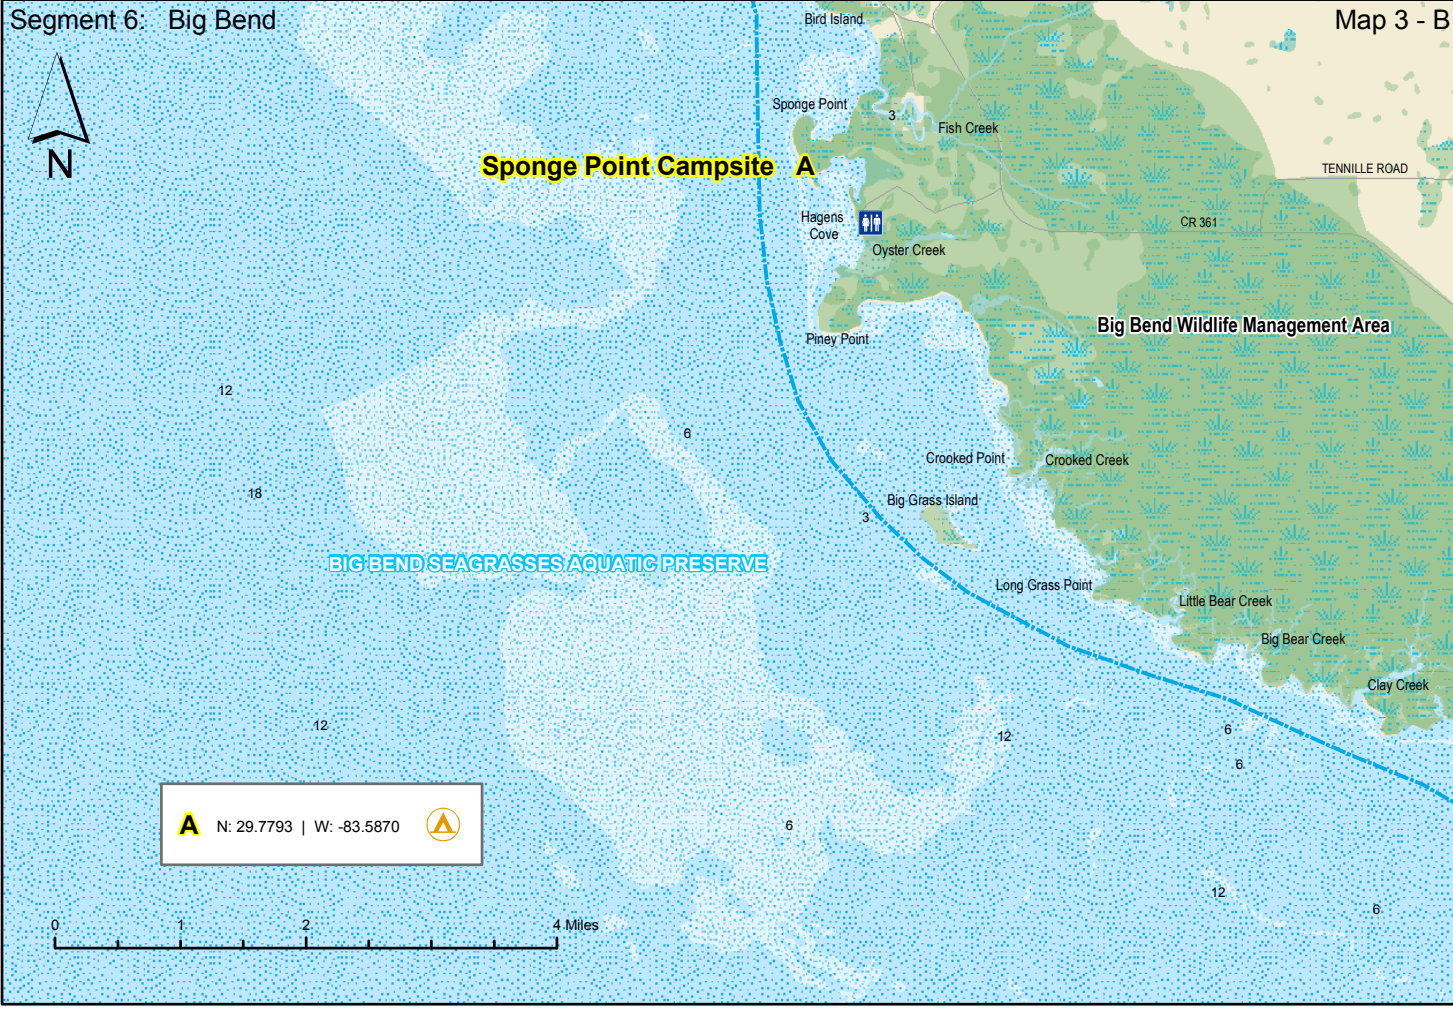 Segment 6: Big Bend
Map 3 - B
N
Bird Island
Sponge Point
3
Fish Creek
Sponge Point Campsite A
TENNILLE ROAD
Hagens
Cove
CR 361
Oyster Creek
Big Bend Wildlife Management Area
Piney Point
12
6
Crooked Point
Crooked Creek
18
Big Grass Island
3
BIG BEND SEAGRASSES AQUATIC PRESERVE
Long Grass Point
Little Bear Creek
Big Bear Creek
Clay Creek
12
12
6
6
6
A N: 29.7793 | W: -83.5870
12
6
0 1 2 4 Miles